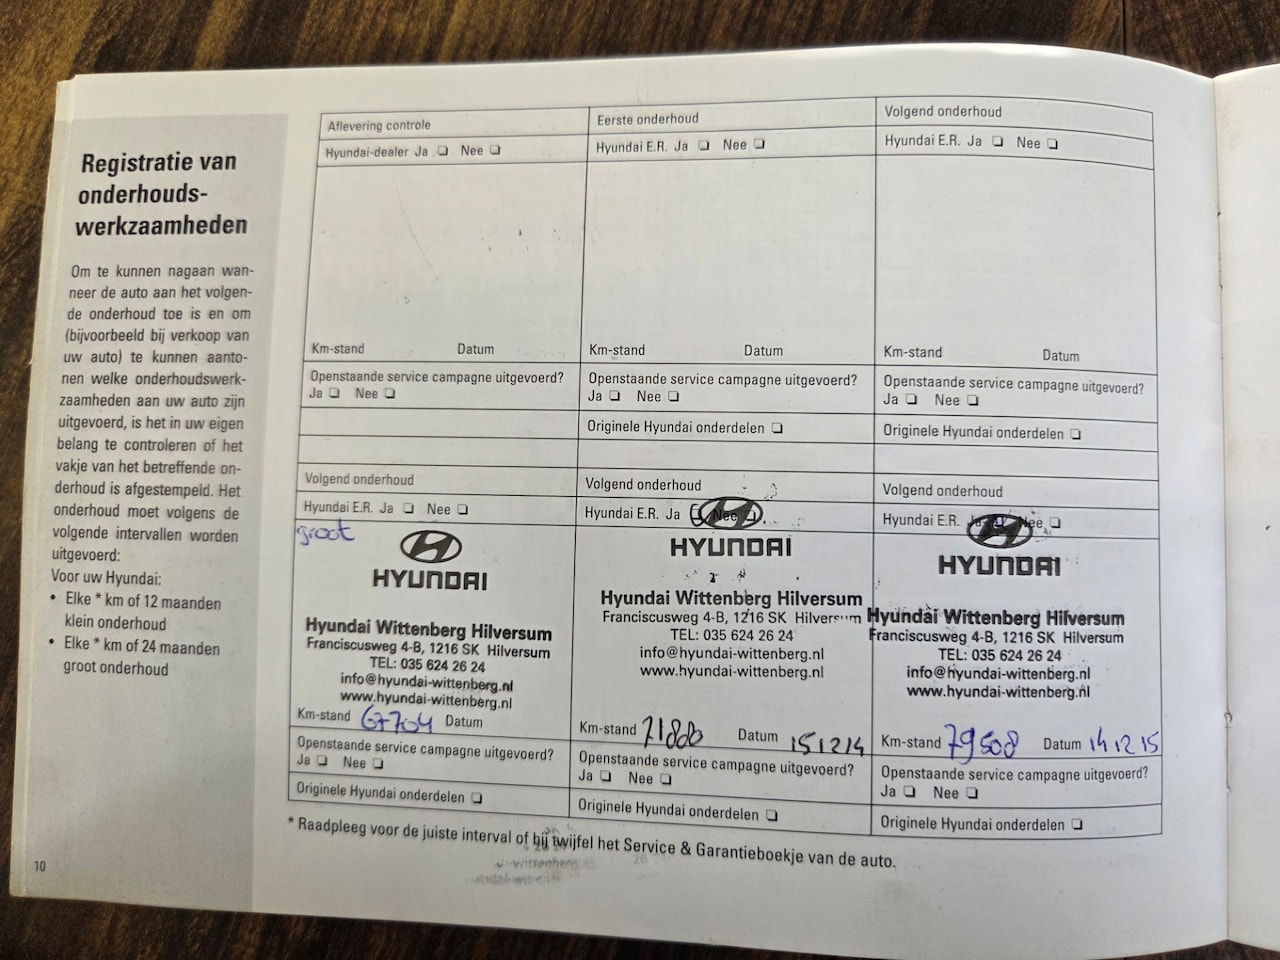 Registratie van
onderhouds-
werkzaamheden
Om te kunnen nagaan wan-
neer de auto aan het volgen-
de onderhoud toe is en om
(bijvoorbeeld bij verkoop van
uw auto) te kunnen aanto-
nen welke onderhoudswerk-
zaamheden aan uw auto zijn
uitgevoerd, is het in uw eigen
belang te controleren of het
vakje van het betreffende on-
derhoud is afgestempeld. Het
onderhoud moet volgens de
volgende intervallen worden
uitgevoerd:
Voor uw Hyundai:
• Elke * km of 12 maanden
klein onderhoud
• Elke * km of 24 maanden
groot onderhoud
10
Aflevering controle
Hyundai-dealer Ja ❏ Nee ❏
Km-stand Datum
Openstaande service campagne uitgevoerd?
Ja ❏ Nee ❏
Eerste onderhoud
Hyundai E.R. Ja ❏ Nee ❏
Km-stand Datum
Openstaande service campagne uitgevoerd?
Ja ❏ Nee ❏
Originele Hyundai onderdelen ❏
Volgend onderhoud
Hyundai E.R. Ja ❏ Nee ❏
Km-stand Datum
Openstaande service campagne uitgevoerd?
Ja ❏ Nee ❏
Originele Hyundai onderdelen ❏
Volgend onderhoud
Hyundai E.R. Ja ❏ Nee ❏
groot
HYUNDAI
Hyundai Wittenberg Hilversum
Franciscusweg 4-B, 1216 SK Hilversum
TEL: 035 624 26 24
info@hyundai-wittenberg.nl
www.hyundai-wittenberg.nl
Km-stand 67704 Datum
Openstaande service campagne uitgevoerd?
Ja ❏ Nee ❏
Originele Hyundai onderdelen ❏
Volgend onderhoud
Hyundai E.R. Ja ❏ Nee ❏
HYUNDAI
Hyundai Wittenberg Hilversum
Franciscusweg 4-B, 1216 SK Hilversum
TEL: 035 624 26 24
info@hyundai-wittenberg.nl
www.hyundai-wittenberg.nl
Km-stand Datum 151214
Openstaande service campagne uitgevoerd?
Ja ❏ Nee ❏
Originele Hyundai onderdelen ❏
Volgend onderhoud
Hyundai E.R. Ja ❏ Nee ❏
HYUNDAI
Hyundai Wittenberg Hilversum
Franciscusweg 4-B, 1216 SK Hilversum
TEL: 035 624 26 24
info@hyundai-wittenberg.nl
www.hyundai-wittenberg.nl
Km-stand 79508 Datum 14 12 15
Openstaande service campagne uitgevoerd?
Ja ❏ Nee ❏
Originele Hyundai onderdelen ❏
* Raadpleeg voor de juiste interval of bij twijfel het Service & Garantieboekje van de auto.